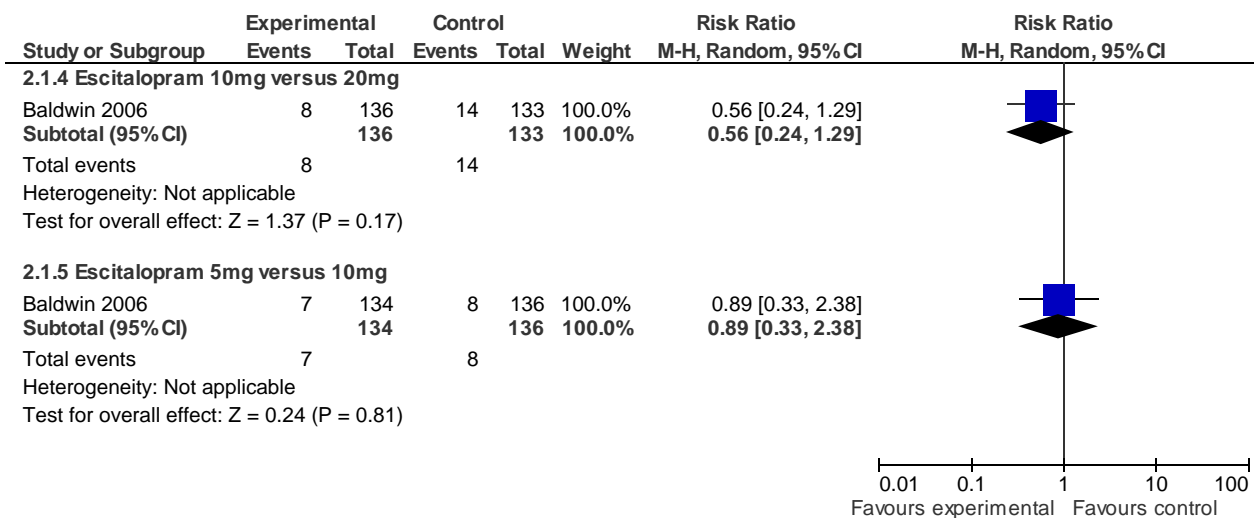 Experimental Control Risk Ratio Risk Ratio
Study or Subgroup Events Total Events Total Weight M-H, Random, 95% CI M-H, Random, 95% CI
2.1.4 Escitalopram 10mg versus 20mg
Baldwin 2006 8 136 14 133 100.0% 0.56 [0.24, 1.29]
Subtotal (95% CI) 136 133 100.0% 0.56 [0.24, 1.29]
Total events 8 14
Heterogeneity: Not applicable
Test for overall effect: Z = 1.37 (P = 0.17)
2.1.5 Escitalopram 5mg versus 10mg
Baldwin 2006 7 134 8 136 100.0% 0.89 [0.33, 2.38]
Subtotal (95% CI) 134 136 100.0% 0.89 [0.33, 2.38]
Total events 7 8
Heterogeneity: Not applicable
Test for overall effect: Z = 0.24 (P = 0.81)
0.01 0.1 1 10 100
Favours experimental Favours control